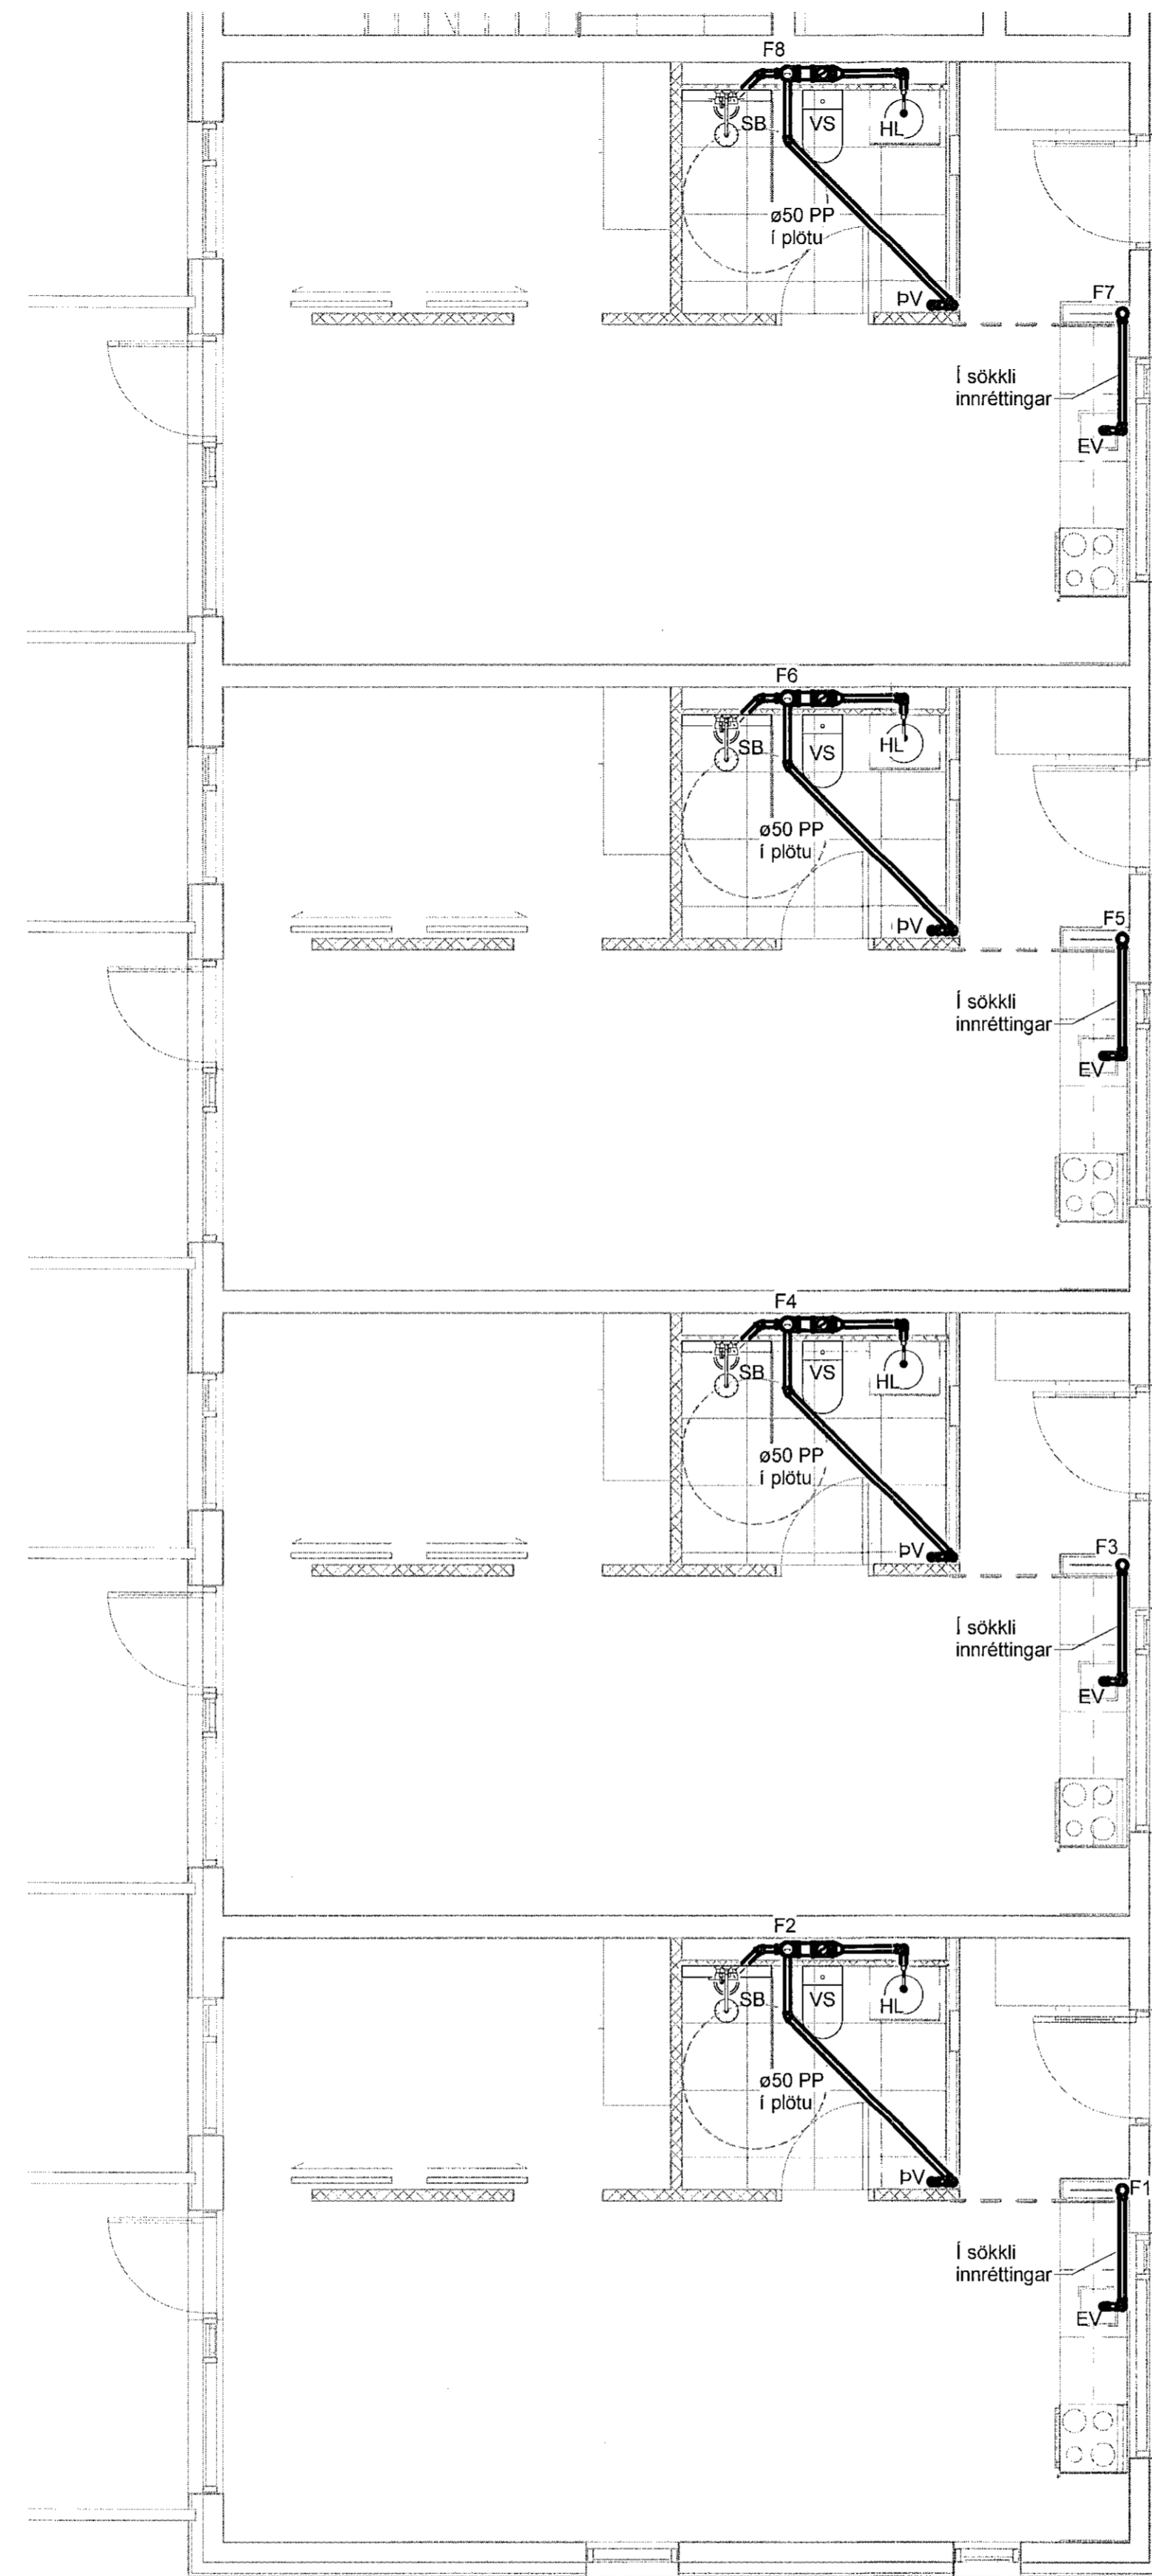 F8
SB
VS
HL
ø50 PP
í plötu
ÞV
F7
Í sökkli
innréttingar
EV
F6
SB
VS
HL
ø50 PP
í plötu
ÞV
F5
Í sökkli
innréttingar
EV
F4
SB
VS
HL
ø50 PP
í plötu
ÞV
F3
Í sökkli
innréttingar
EV
F2
SB
VS
HL
ø50 PP
í plötu
ÞV
F1
Í sökkli
innréttingar
EV